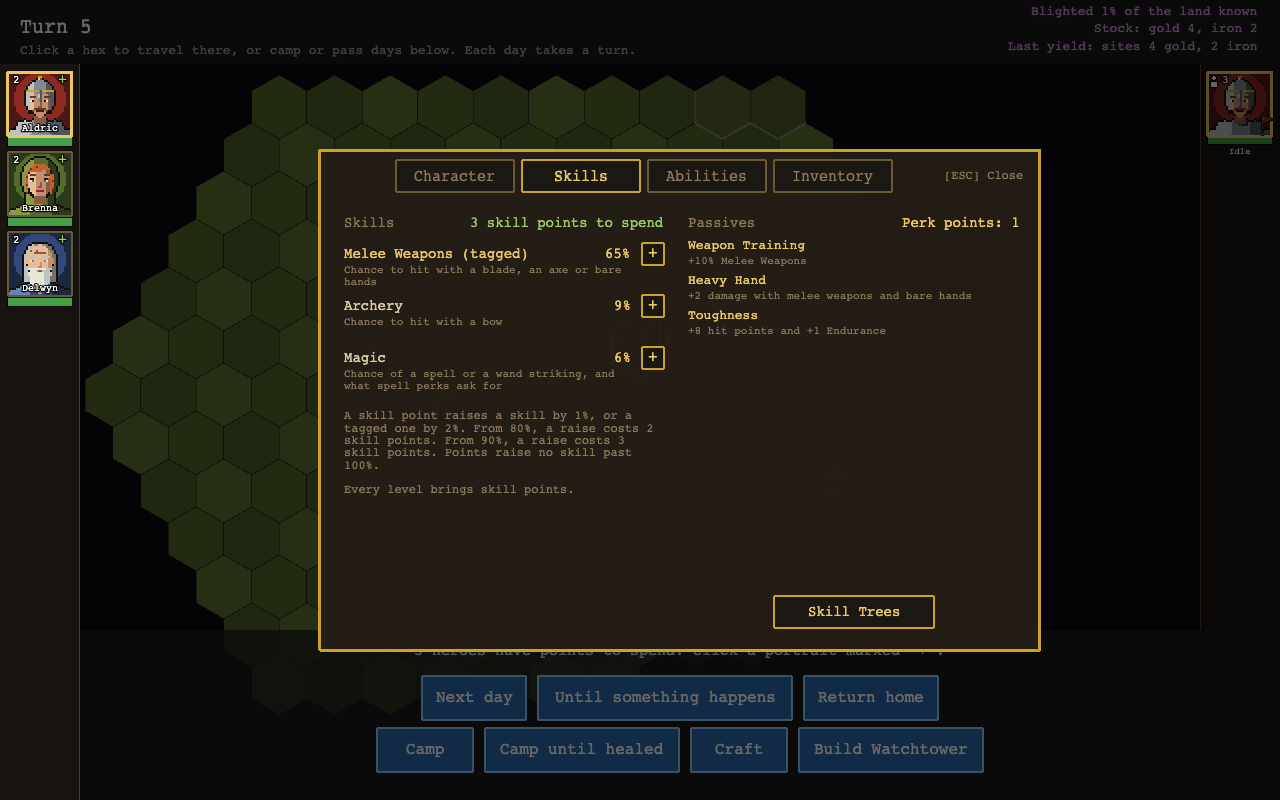 Turn 5
Click a hex to travel there, or camp or pass days below. Each day takes a turn.
Blighted 1% of the land known
Stock: gold 4, iron 2
Last yield: sites 4 gold, 2 iron
2 +
Aldric
2 +
Brenna
2 +
Delwyn
3
Idle
Character
Skills
Abilities
Inventory
[ESC] Close
Skills
3 skill points to spend
Melee Weapons (tagged) 65% +
Chance to hit with a blade, an axe or bare
hands
Archery 9% +
Chance to hit with a bow
Magic 6% +
Chance of a spell or a wand striking, and
what spell perks ask for
A skill point raises a skill by 1%, or a
tagged one by 2%. From 80%, a raise costs 2
skill points. From 90%, a raise costs 3
skill points. Points raise no skill past
100%.
Every level brings skill points.
Passives
Perk points: 1
Weapon Training
+10% Melee Weapons
Heavy Hand
+2 damage with melee weapons and bare hands
Toughness
+8 hit points and +1 Endurance
Skill Trees
heroes have points to spend. Click a portrait marked
Next day
Until something happens
Return home
Camp
Camp until healed
Craft
Build Watchtower